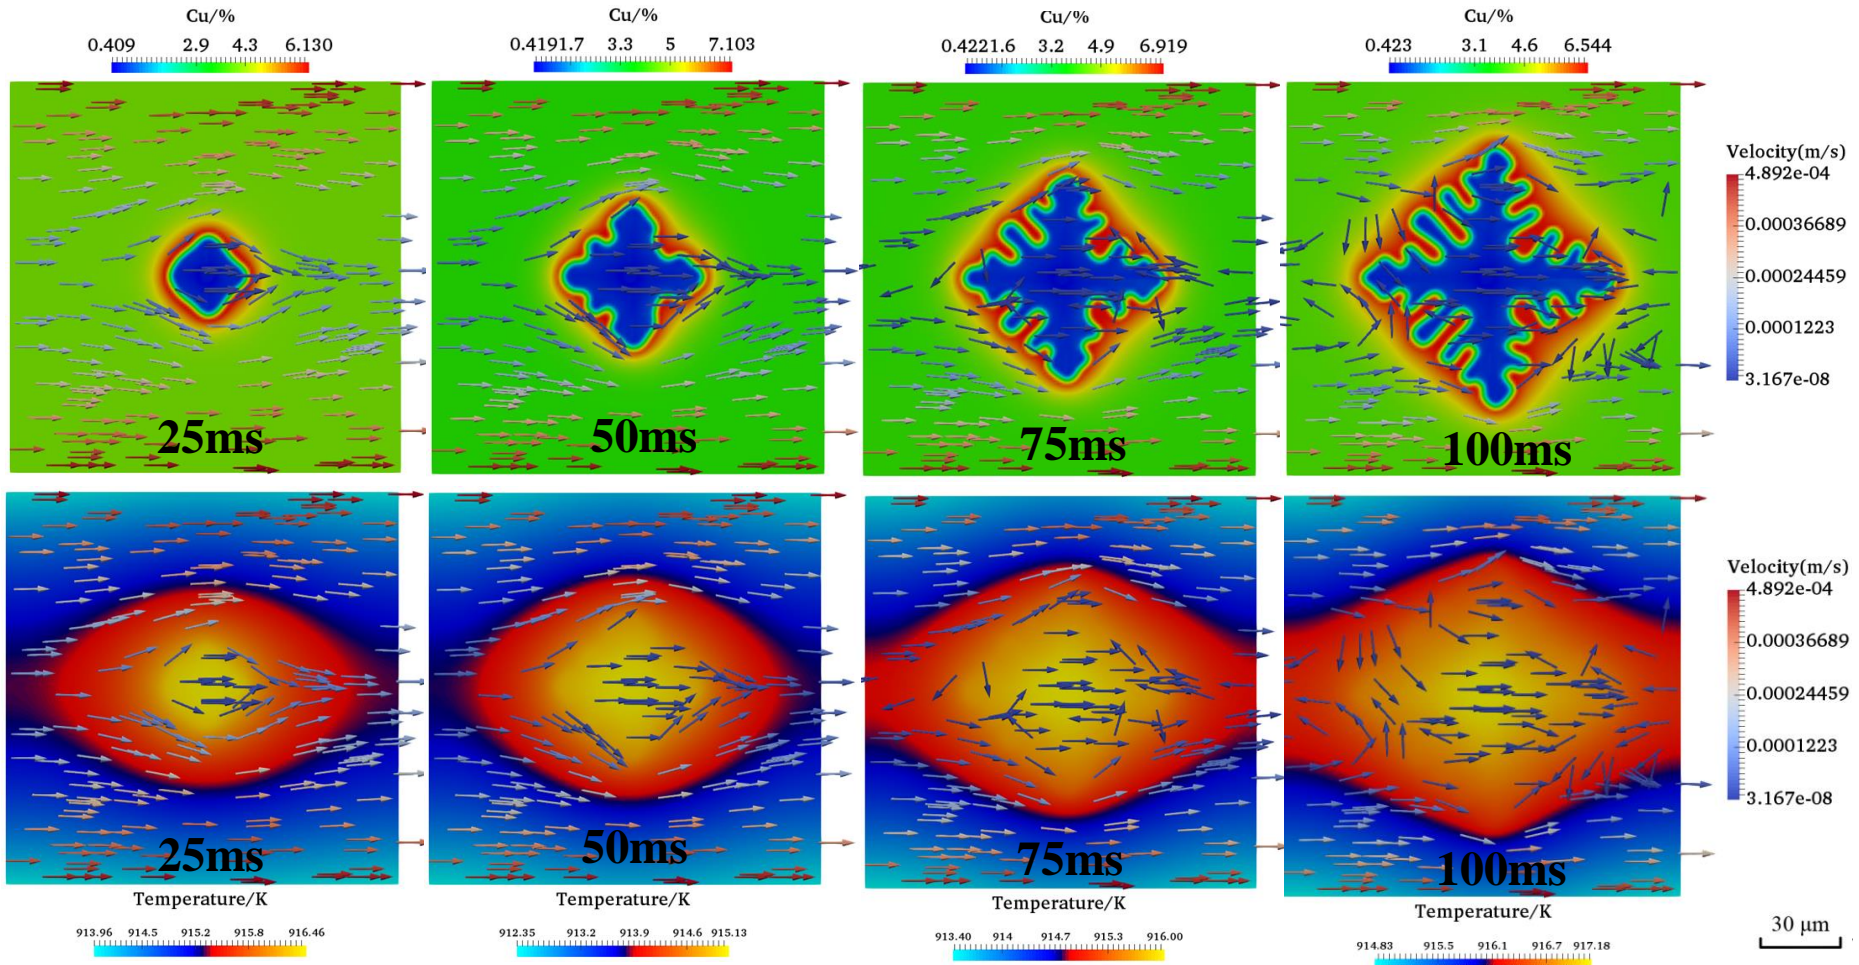 Cu/% Cu/% Cu/% Cu/%
0.409 2.9 4.3 6.130 0.4191.7 3.3 5 7.103 0.4221.6 3.2 4.9 6.919 0.423 3.1 4.6 6.544
Velocity(m/s)
4.892e-04
0.00036689
0.00024459
0.0001223
3.167e-08
25ms 50ms 75ms 100ms
Velocity(m/s)
4.892e-04
0.00036689
0.00024459
0.0001223
3.167e-08
25ms 50ms 75ms 100ms
Temperature/K Temperature/K Temperature/K Temperature/K
913.96 914.5 915.2 915.8 916.46 912.35 913.2 913.9 914.6 915.13 913.40 914 914.7 915.3 916.00 914.83 915.5 916.1 916.7 917.18
30 μm